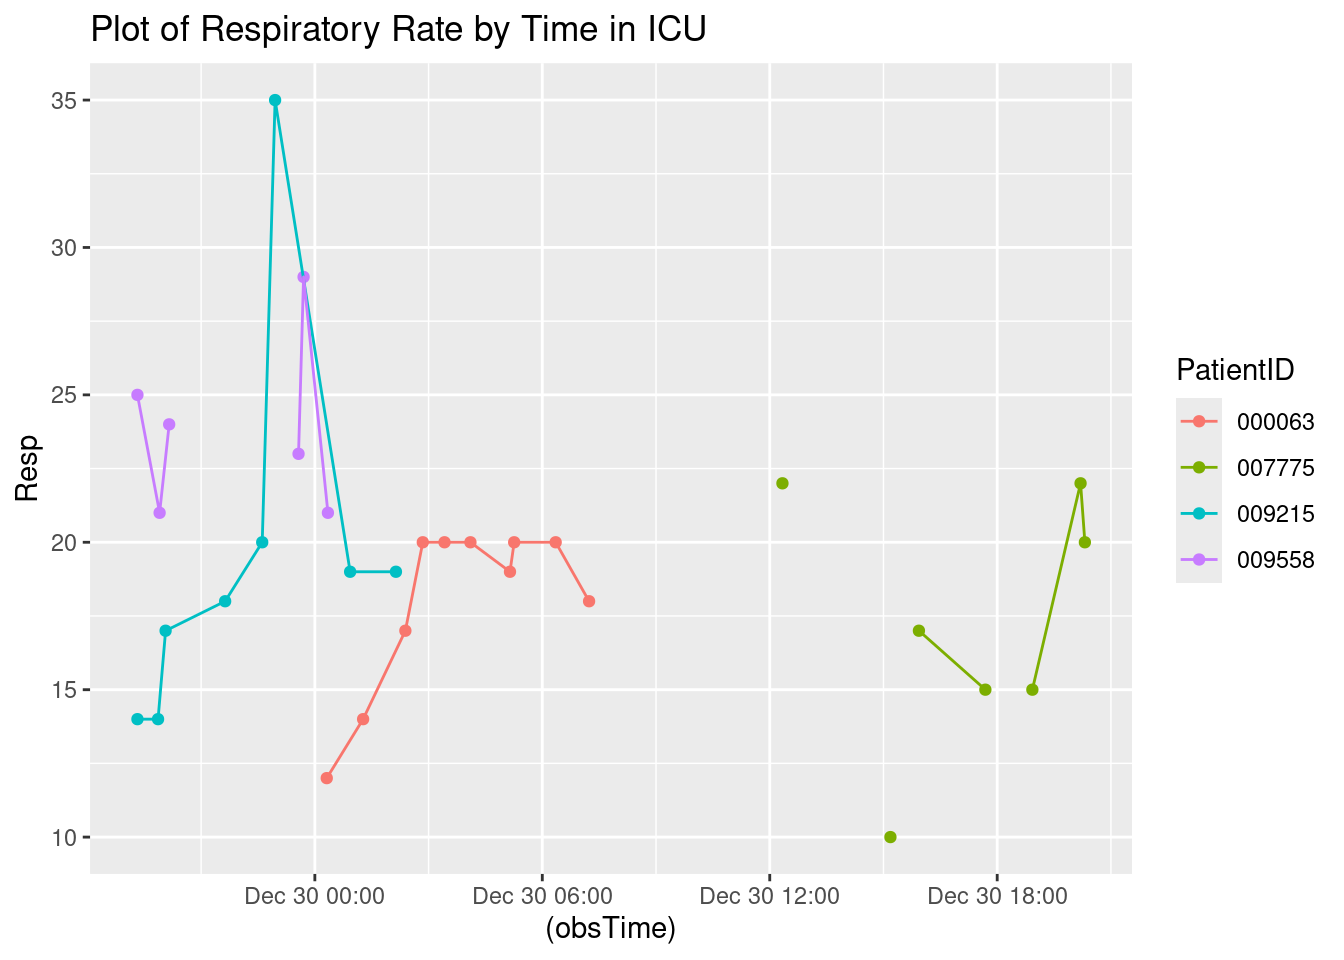 Plot of Respiratory Rate by Time in ICU
35
30
25
20
15
10
Resp
Dec 30 00:00
Dec 30 06:00
Dec 30 12:00
Dec 30 18:00
(obsTime)
PatientID
000063
007775
009215
009558